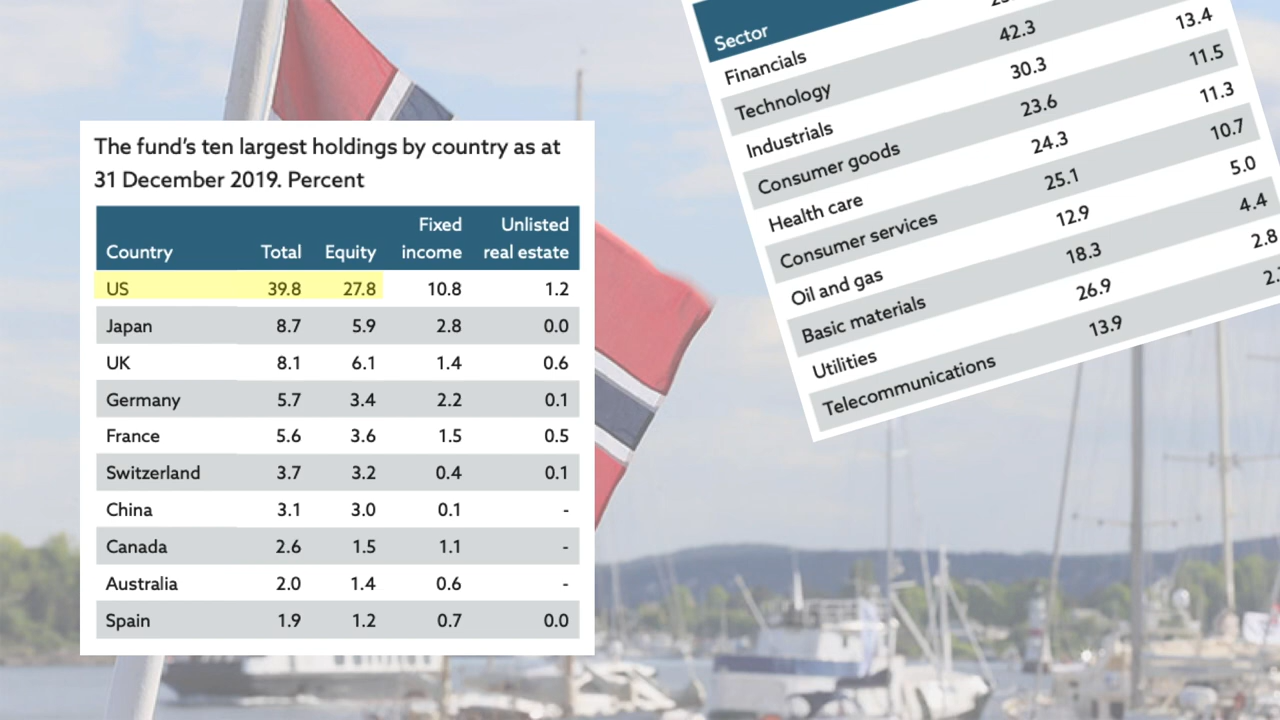 The fund's ten largest holdings by country as at
31 December 2019. Percent
Country Total Equity Fixed income Unlisted real estate
US 39.8 27.8 10.8 1.2
Japan 8.7 5.9 2.8 0.0
UK 8.1 6.1 1.4 0.6
Germany 5.7 3.4 2.2 0.1
France 5.6 3.6 1.5 0.5
Switzerland 3.7 3.2 0.4 0.1
China 3.1 3.0 0.1 -
Canada 2.6 1.5 1.1 -
Australia 2.0 1.4 0.6 -
Spain 1.9 1.2 0.7 0.0
Sector
Financials
Technology 42.3
Industrials 30.3 13.4
Consumer goods 23.6 11.5
Health care 24.3 11.3
Consumer services 25.1 10.7
Oil and gas 12.9 5.0
Basic materials 18.3 4.4
Utilities 26.9 2.8
Telecommunications 13.9